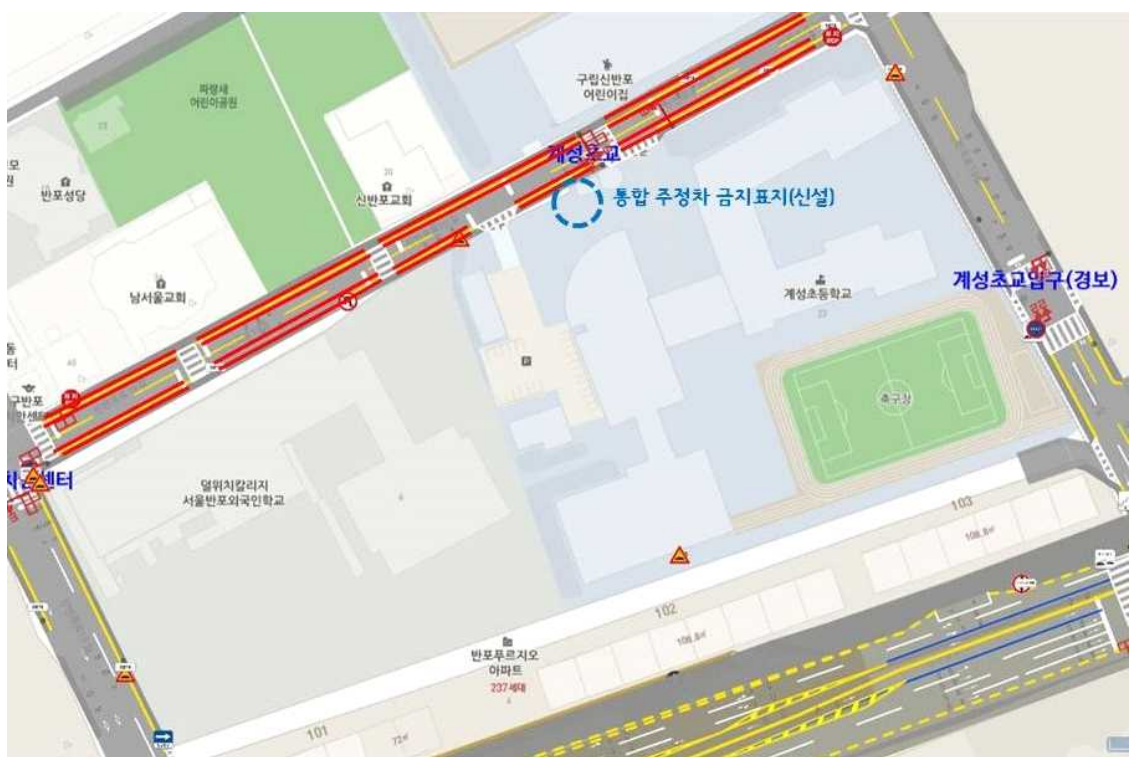 파랑새
어린이공원
구립신반포
어린이집
계성초교
통합 주정차 금지표지(신설)
반포성당
신반포교회
남서울교회
계성초등학교
계성초교입구(경보)
P
축구장
덜위치칼리지
서울반포외국인학교
103
108.8㎡
102
108.8㎡
반포푸르지오
아파트
237세대
101
72㎡